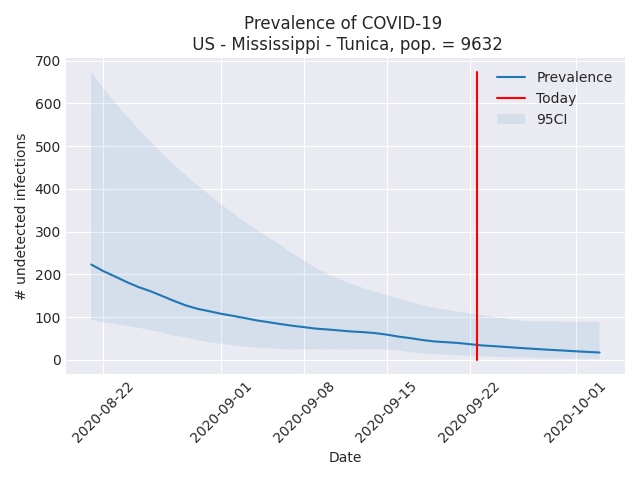 Prevalence of COVID-19
US - Mississippi - Tunica, pop. = 9632
700
600
500
400
300
200
100
0
# undetected infections
Prevalence
Today
95CI
2020-08-22
2020-09-01
2020-09-08
2020-09-15
2020-09-22
2020-10-01
Date